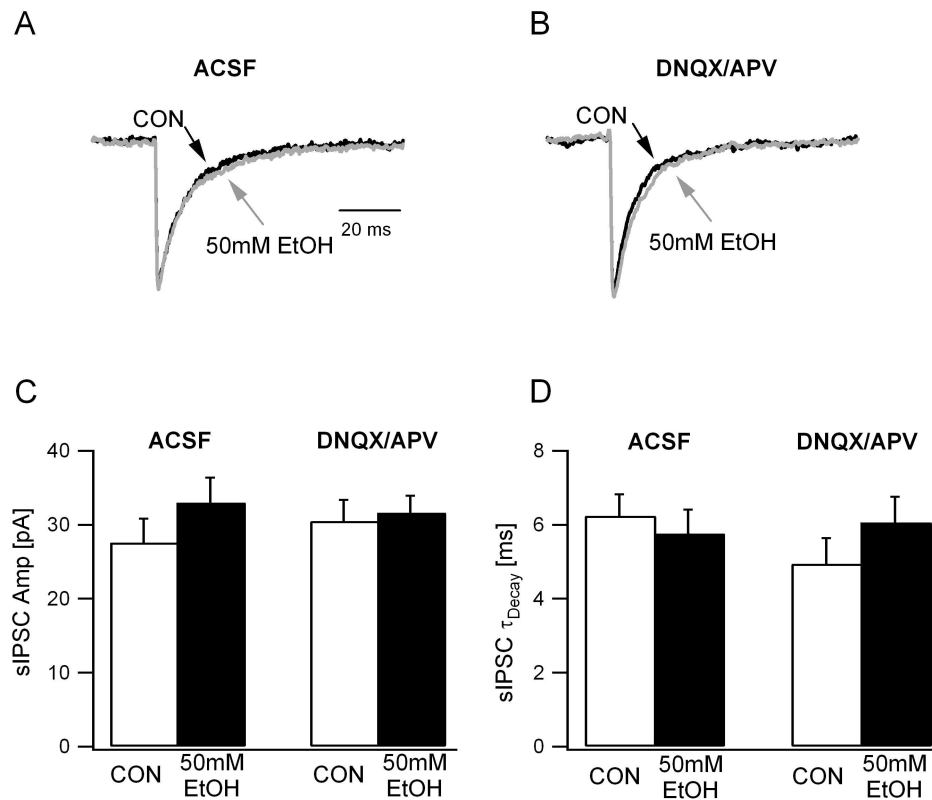 A
B
ACSF
DNQX/APV
CON
CON
20 ms
50mM EtOH
50mM EtOH
C
D
ACSF
DNQX/APV
ACSF
DNQX/APV
40
30
20
10
0
sIPSC Amp [pA]
8
6
4
2
0
sIPSC τDecay [ms]
CON
50mM
EtOH
CON
50mM
EtOH
CON
50mM
EtOH
CON
50mM
EtOH